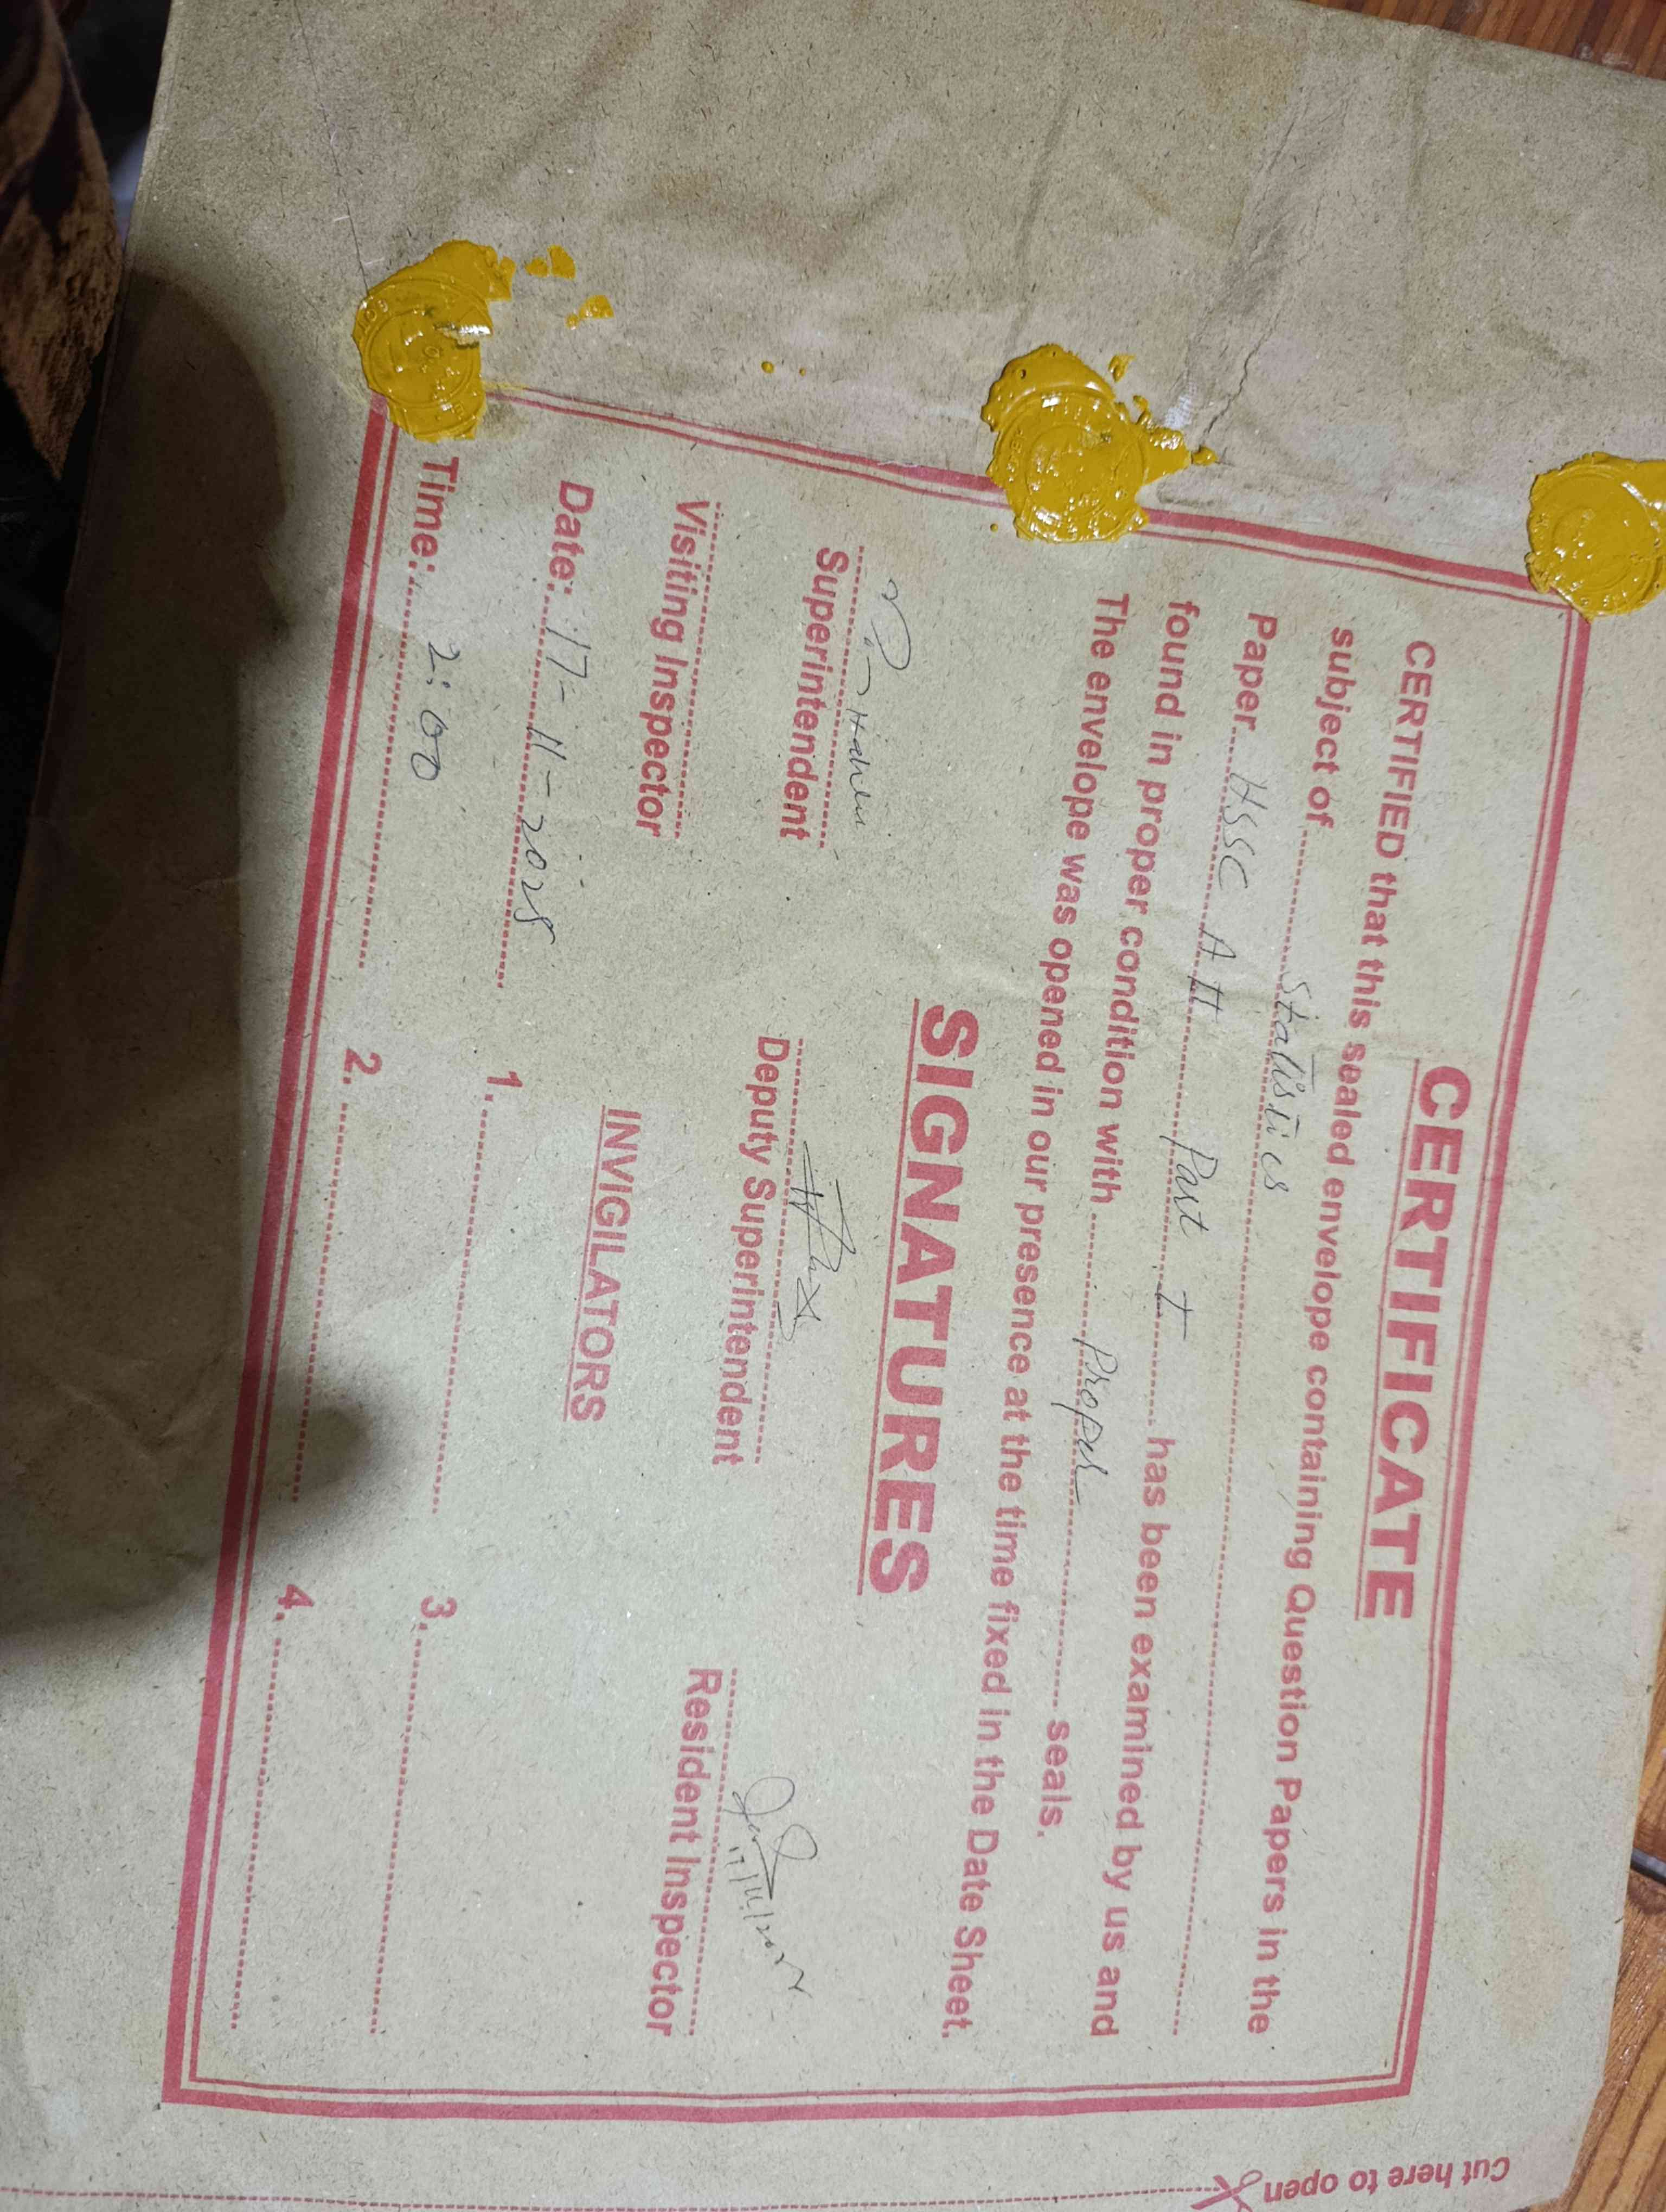 CERTIFICATE
CERTIFIED that this sealed envelope containing Question Papers in the
subject of Statistics
Paper HSSC A II Part I has been examined by us and
found in proper condition with Proper seals.
The envelope was opened in our presence at the time fixed in the Date Sheet.
SIGNATURES
Superintendent Deputy Superintendent Resident Inspector
Visiting Inspector
INVIGILATORS
Date: 17-11-2025 1. 3.
Time: 2:00 2. 4.
Cut here to open